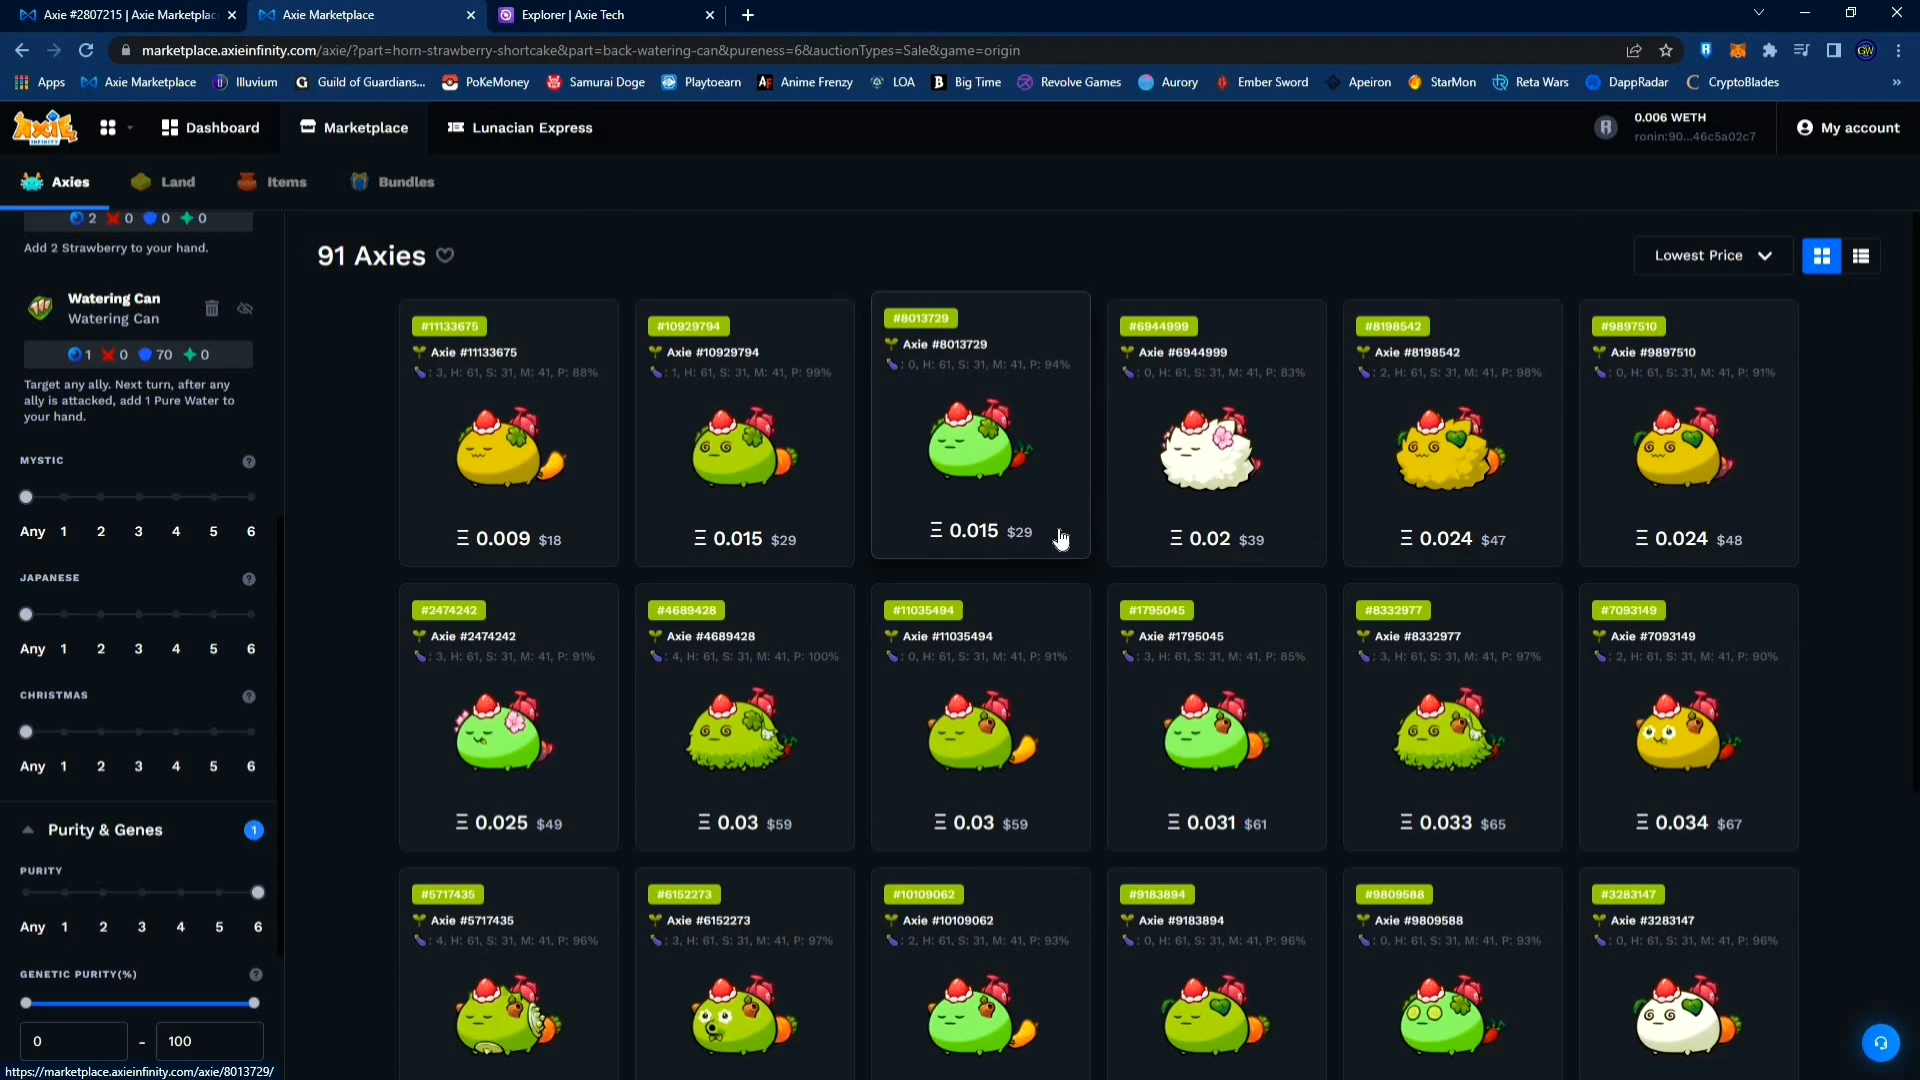 Axie #2807215 | Axie Marketplac
Axie Marketplace
Explorer | Axie Tech
marketplace.axieinfinity.com/axie/?part=horn-strawberry-shortcake&part=back-watering-can&pureness=6&auctionTypes=Sale&game=origin
GW
Apps
Axie Marketplace
Illuvium
Guild of Guardians...
PoKeMoney
Samurai Doge
Playtoearn
Anime Frenzy
LOA
Big Time
Revolve Games
Aurory
Ember Sword
Apeiron
StarMon
Reta Wars
DappRadar
CryptoBlades
AXIE
INFINITY
Dashboard
Marketplace
Lunacian Express
0.006 WETH
ronin:90...46c5a02c7
My account
Axies
Land
Items
Bundles
2 0 0 0
Add 2 Strawberry to your hand.
Watering Can
Watering Can
1 0 70 0
Target any ally. Next turn, after any
ally is attacked, add 1 Pure Water to
your hand.
MYSTIC
Any 1 2 3 4 5 6
JAPANESE
Any 1 2 3 4 5 6
CHRISTMAS
Any 1 2 3 4 5 6
Purity & Genes 1
PURITY
Any 1 2 3 4 5 6
GENETIC PURITY(%)
0 - 100
https://marketplace.axieinfinity.com/axie/8013729/
91 Axies
Lowest Price
#11133675
Axie #11133675
: 3, H: 61, S: 31, M: 41, P: 88%
Ξ 0.009 $18
#10929794
Axie #10929794
: 1, H: 61, S: 31, M: 41, P: 99%
Ξ 0.015 $29
#8013729
Axie #8013729
: 0, H: 61, S: 31, M: 41, P: 94%
Ξ 0.015 $29
#6944999
Axie #6944999
: 0, H: 61, S: 31, M: 41, P: 83%
Ξ 0.02 $39
#8198542
Axie #8198542
: 2, H: 61, S: 31, M: 41, P: 98%
Ξ 0.024 $47
#9897510
Axie #9897510
: 0, H: 61, S: 31, M: 41, P: 91%
Ξ 0.024 $48
#2474242
Axie #2474242
: 3, H: 61, S: 31, M: 41, P: 91%
Ξ 0.025 $49
#4689428
Axie #4689428
: 4, H: 61, S: 31, M: 41, P: 100%
Ξ 0.03 $59
#11035494
Axie #11035494
: 0, H: 61, S: 31, M: 41, P: 91%
Ξ 0.03 $59
#1795045
Axie #1795045
: 3, H: 61, S: 31, M: 41, P: 85%
Ξ 0.031 $61
#8332977
Axie #8332977
: 3, H: 61, S: 31, M: 41, P: 97%
Ξ 0.033 $65
#7093149
Axie #7093149
: 2, H: 61, S: 31, M: 41, P: 90%
Ξ 0.034 $67
#5717435
Axie #5717435
: 4, H: 61, S: 31, M: 41, P: 96%
#6152273
Axie #6152273
: 3, H: 61, S: 31, M: 41, P: 97%
#10109062
Axie #10109062
: 2, H: 61, S: 31, M: 41, P: 93%
#9183894
Axie #9183894
: 0, H: 61, S: 31, M: 41, P: 96%
#9809588
Axie #9809588
: 0, H: 61, S: 31, M: 41, P: 93%
#3283147
Axie #3283147
: 0, H: 61, S: 31, M: 41, P: 96%